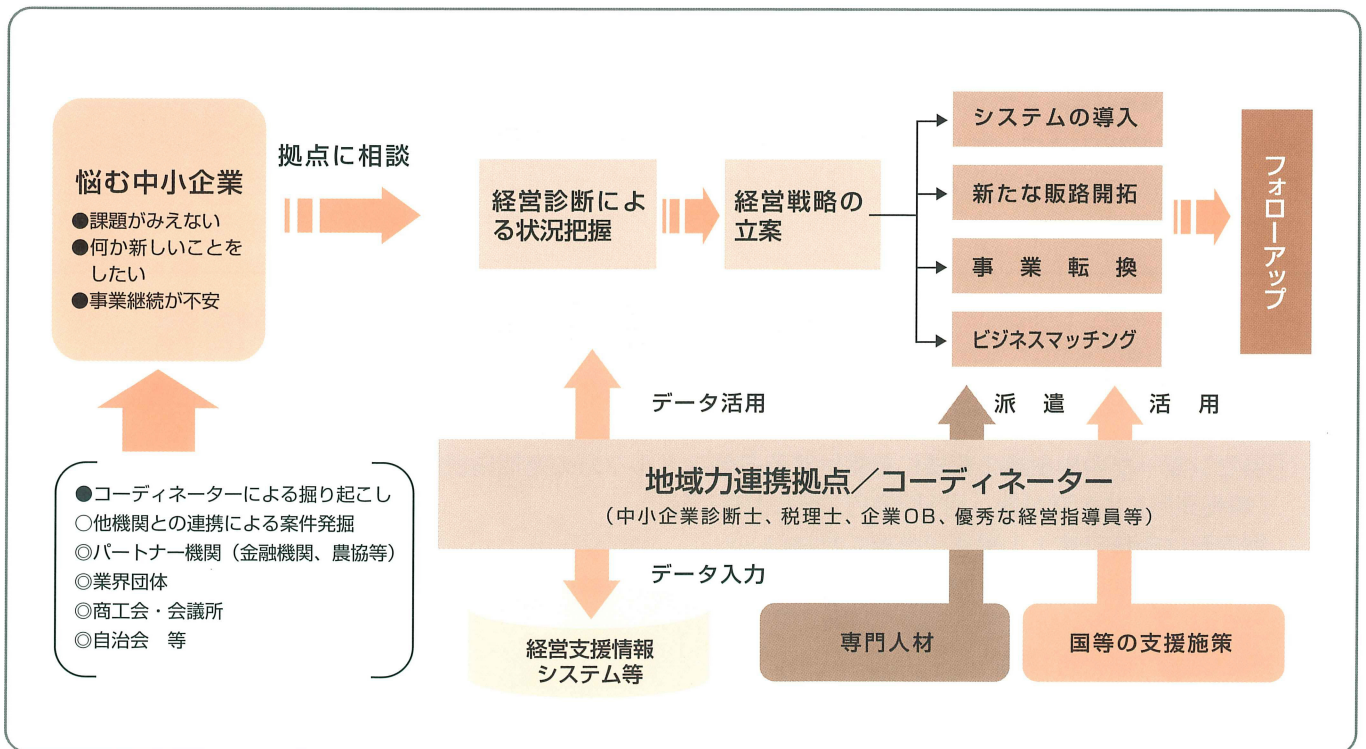 悩む中小企業
●課題がみえない
●何か新しいことを
したい
●事業継続が不安
拠点に相談
経営診断によ
る状況把握
経営戦略の
立案
システムの導入
新たな販路開拓
事業転換
ビジネスマッチング
フォローアップ
●コーディネーターによる掘り起こし
○他機関との連携による案件発掘
◎パートナー機関（金融機関、農協等）
◎業界団体
◎商工会・会議所
◎自治会　等
データ活用
派遣
活用
地域力連携拠点／コーディネーター
（中小企業診断士、税理士、企業OB、優秀な経営指導員等）
データ入力
経営支援情報
システム等
専門人材
国等の支援施策